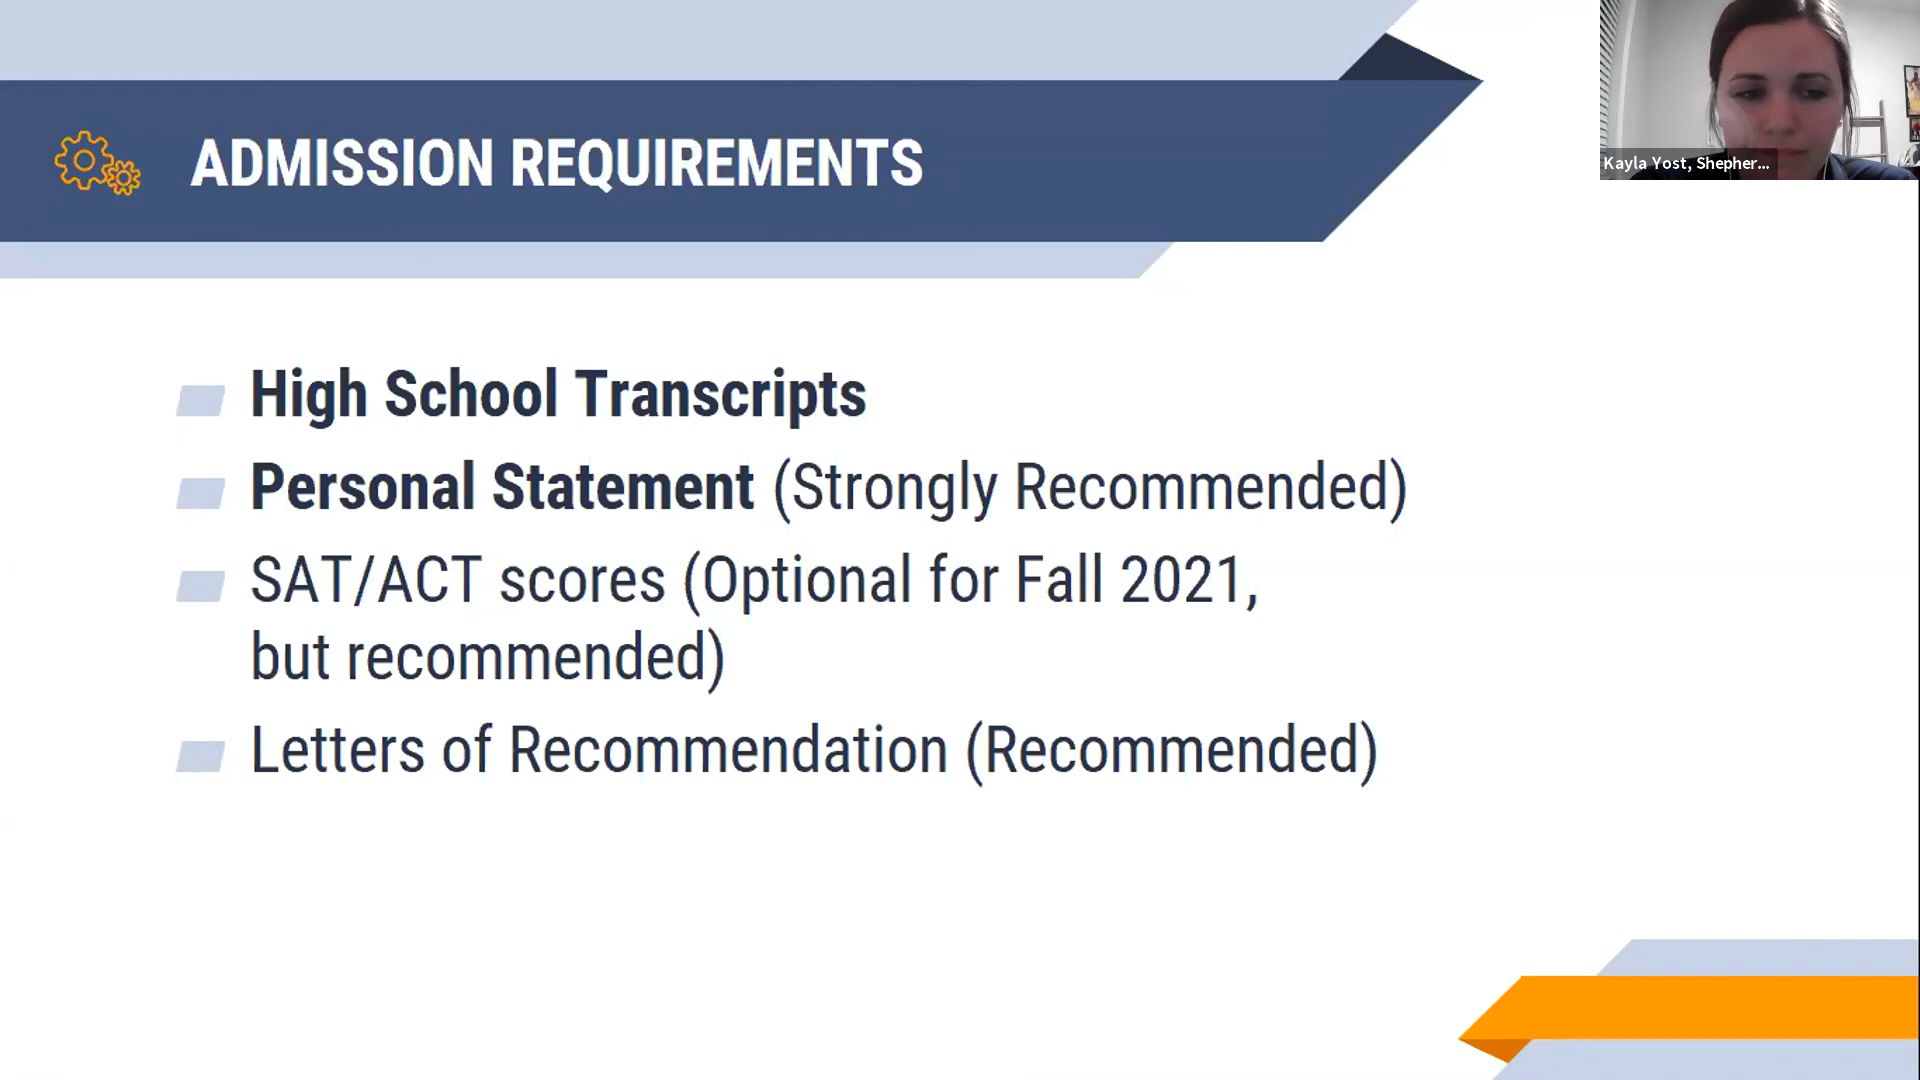 ADMISSION REQUIREMENTS
Kayla Yost, Shepher...
High School Transcripts
Personal Statement (Strongly Recommended)
SAT/ACT scores (Optional for Fall 2021,
but recommended)
Letters of Recommendation (Recommended)